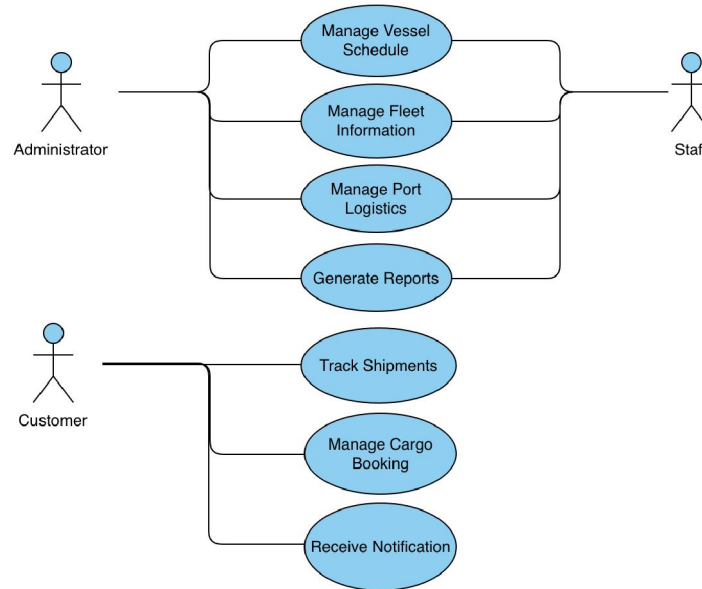 Manage Vessel
Schedule
Manage Fleet
Information
Administrator
Staf
Manage Port
Logistics
Generate Reports
Track Shipments
Customer
Manage Cargo
Booking
Receive Notification